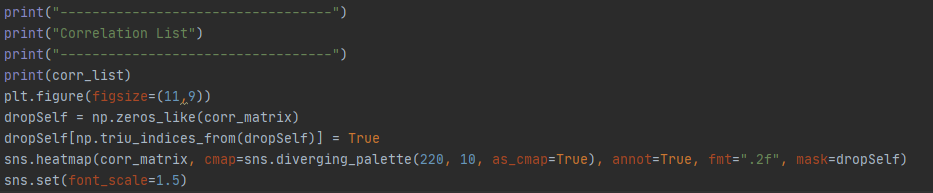 print("----------------------------------")
print("Correlation List")
print("----------------------------------")
print(corr_list)
plt.figure(figsize=(11,9))
dropSelf = np.zeros_like(corr_matrix)
dropSelf[np.triu_indices_from(dropSelf)] = True
sns.heatmap(corr_matrix, cmap=sns.diverging_palette(220, 10, as_cmap=True), annot=True, fmt=".2f", mask=dropSelf)
sns.set(font_scale=1.5)